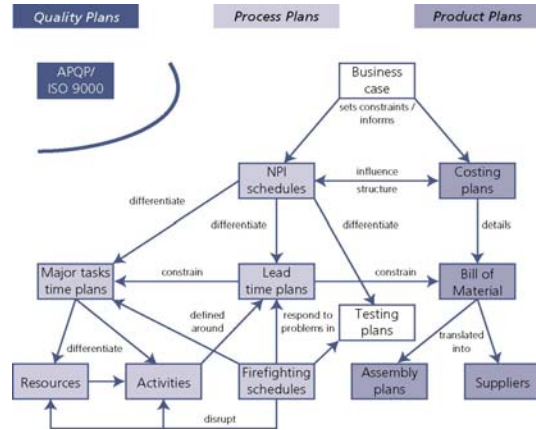 Quality Plans
Process Plans
Product Plans
APQP/
ISO 9000
Business
case
sets constraints /
informs
NPI
schedules
influence
structure
Costing
plans
differentiate
differentiate
differentiate
details
Major tasks
time plans
constrain
Lead
time plans
constrain
Bill of
Material
defined
around
respond to
problems in
Testing
plans
translated
into
differentiate
Resources
Activities
Firefighting
schedules
Assembly
plans
Suppliers
disrupt